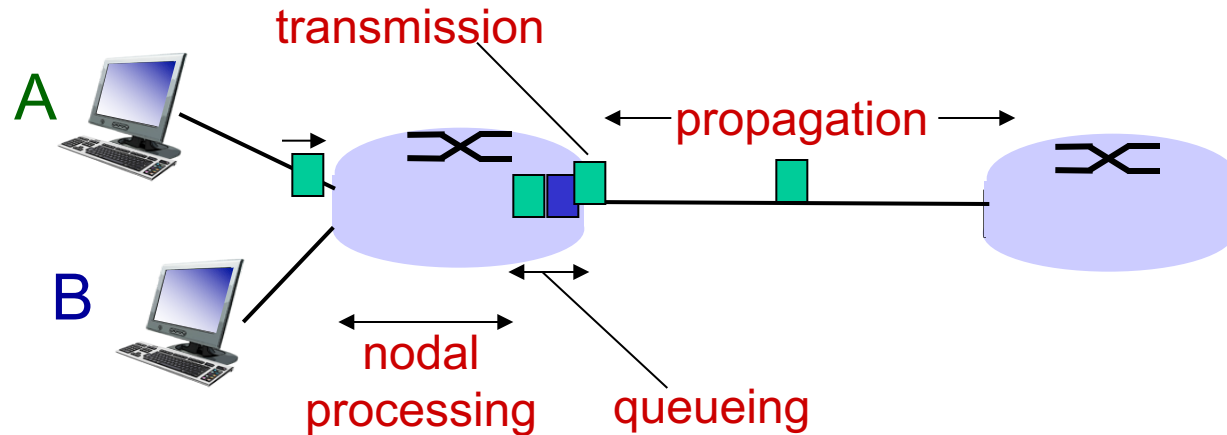 transmission
A
propagation
B
nodal
processing
queueing